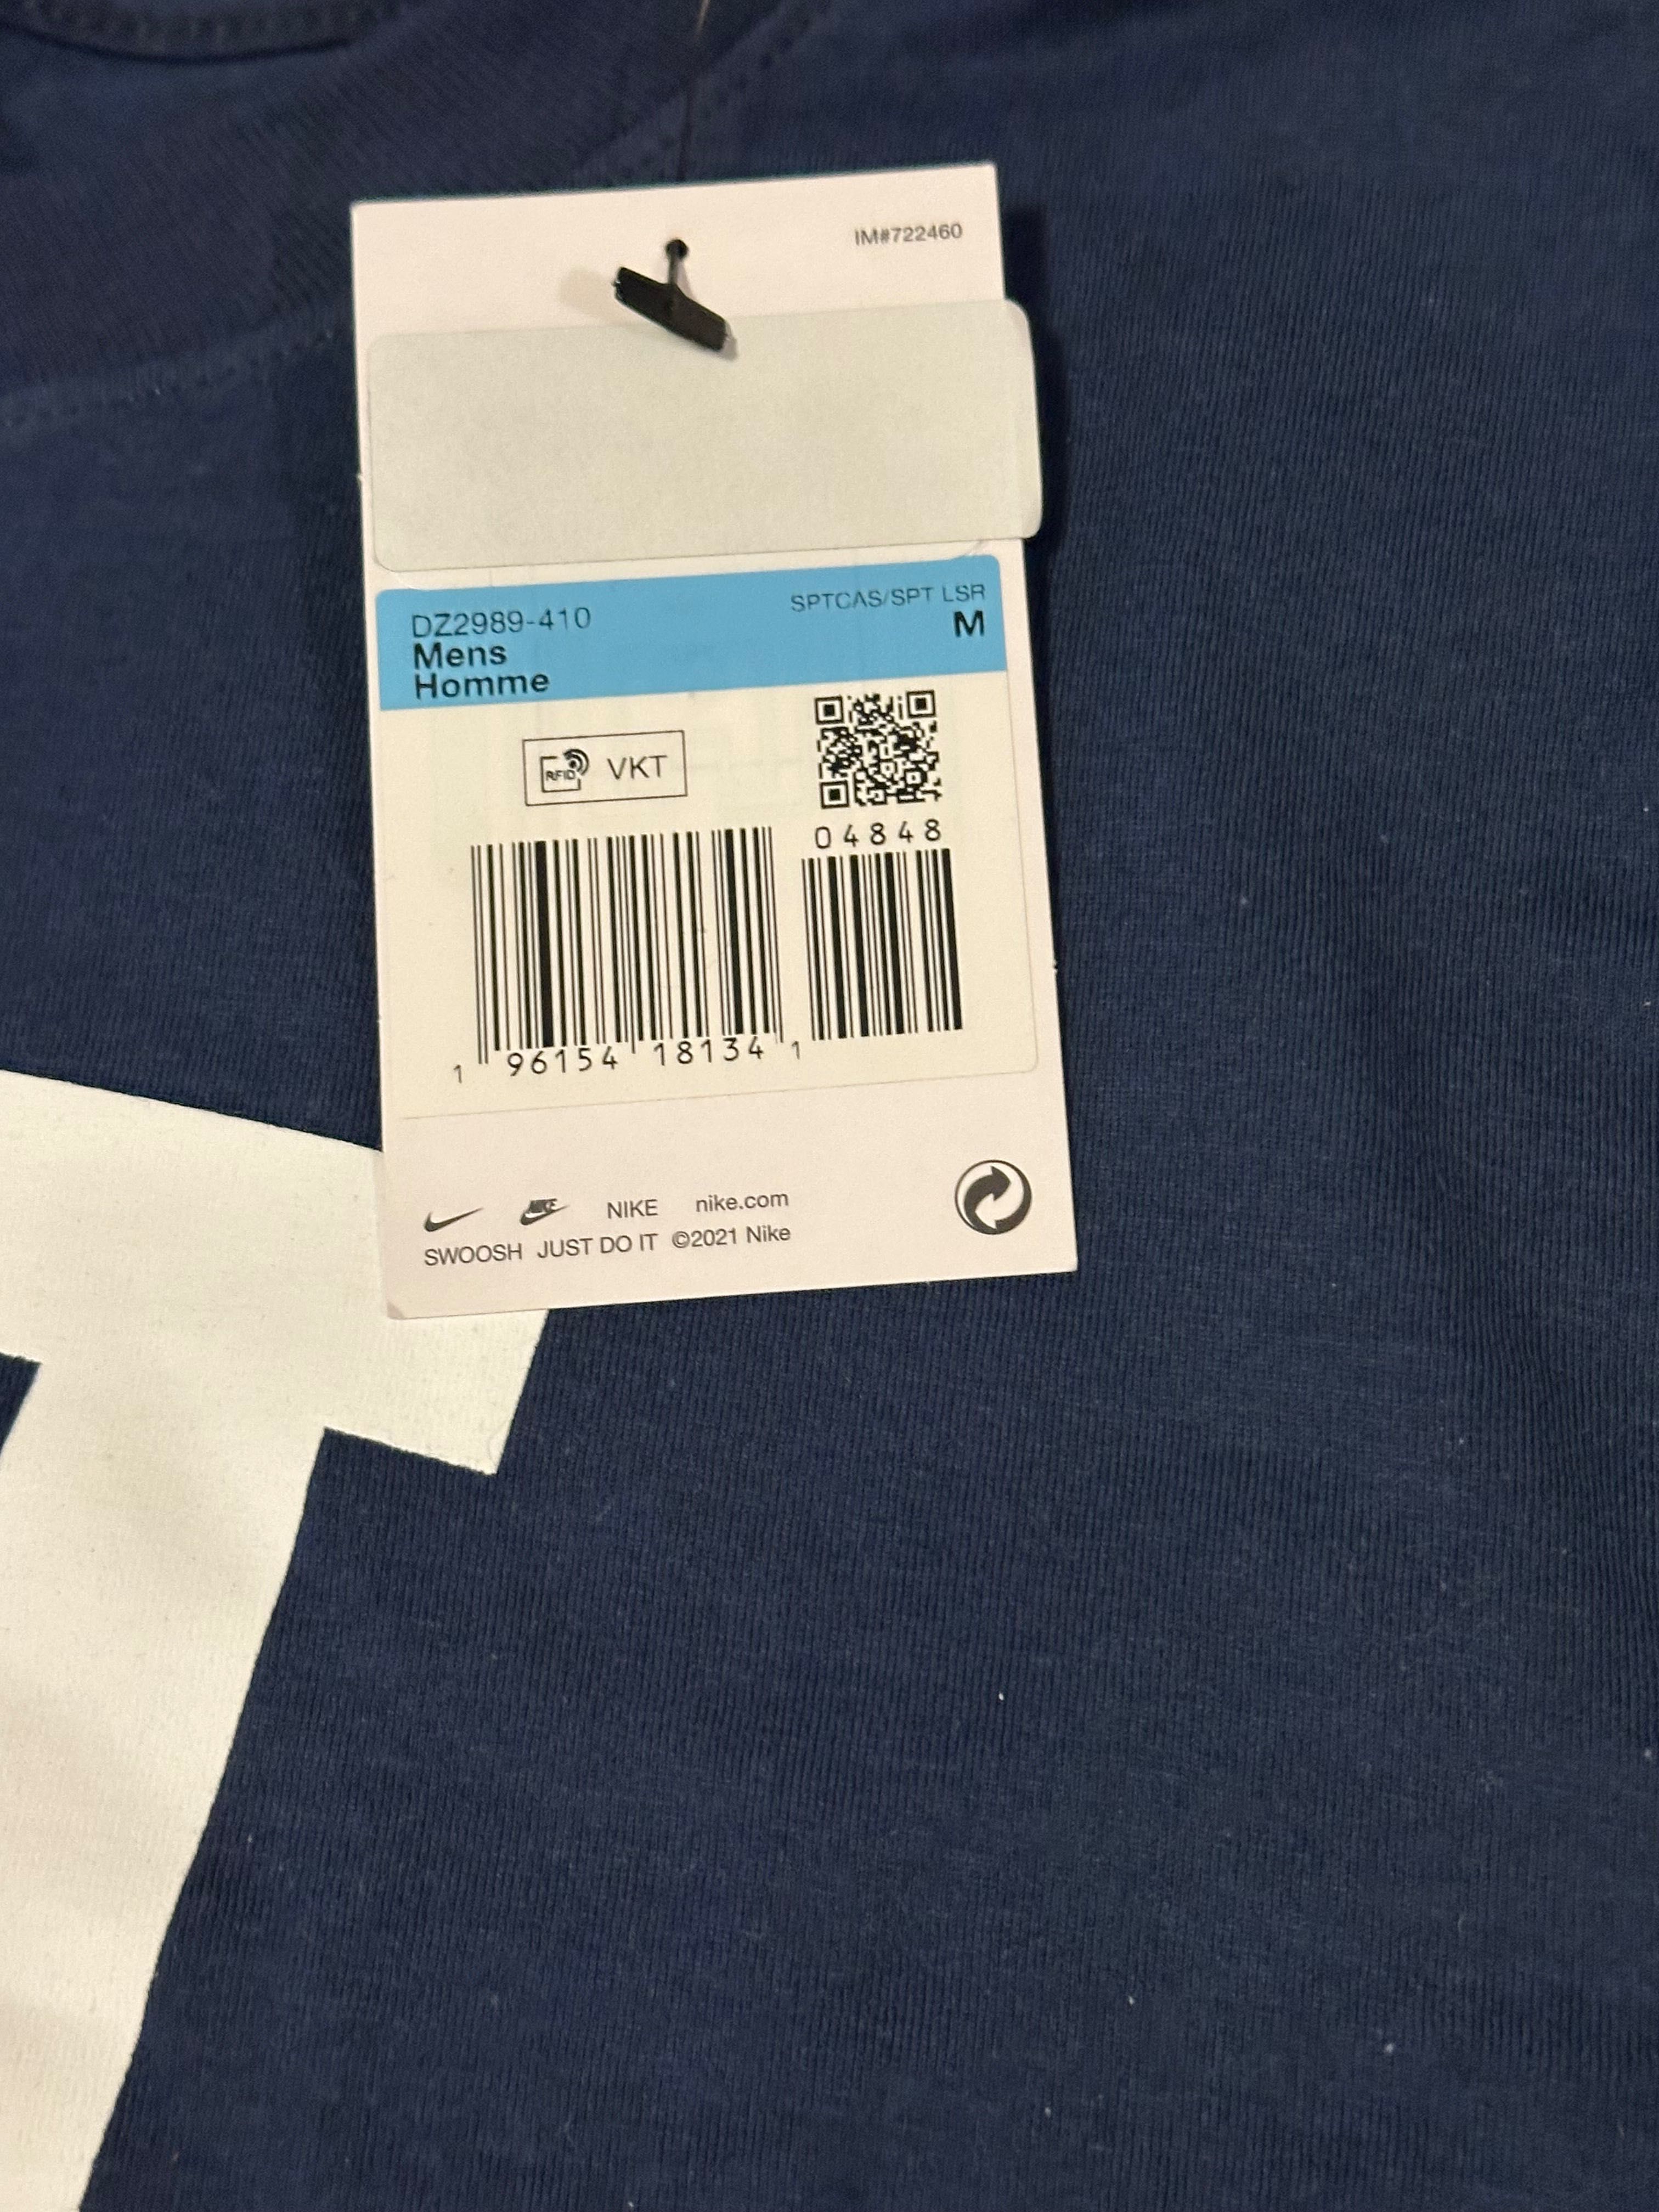 IM#722460
DZ2989-410 SPTCAS/SPT LSR
Mens M
Homme
RFID VKT
04848
1 96154 18134 1
NIKE NIKE nike.com
SWOOSH JUST DO IT ©2021 Nike